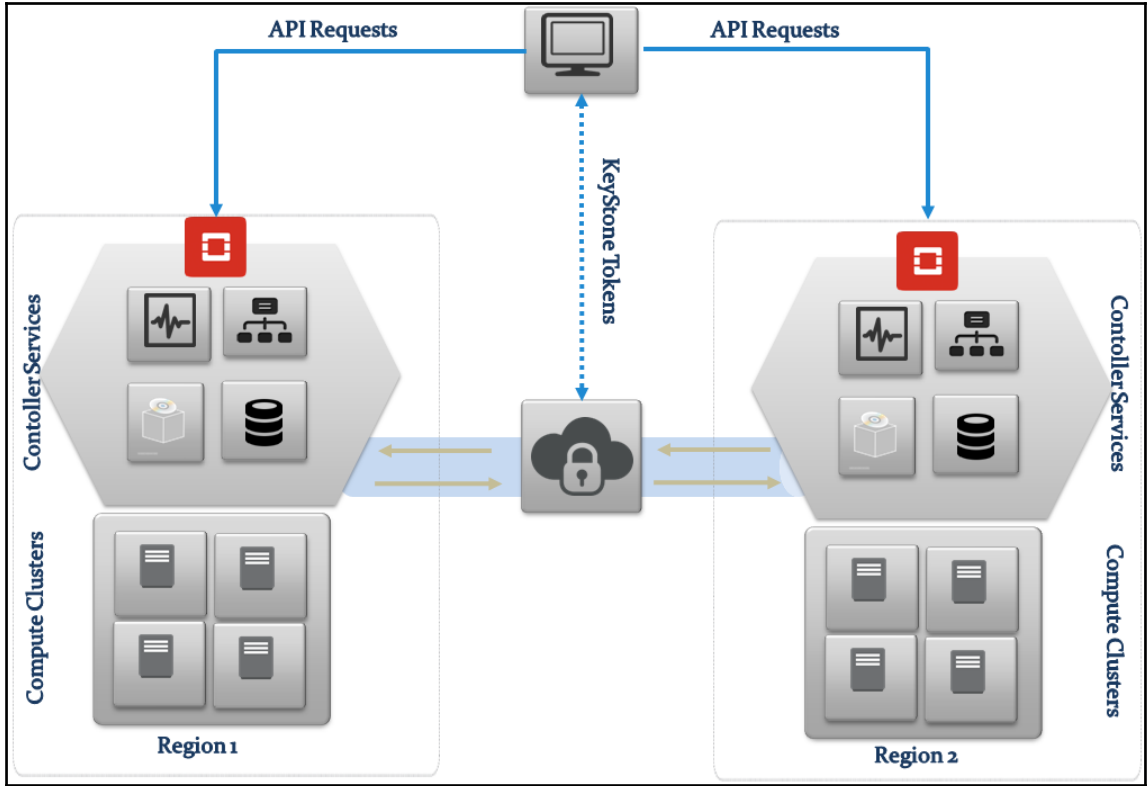 API Requests
API Requests
KeyStone Tokens
Contoller Services
Contoller Services
Compute Clusters
Compute Clusters
Region 1
Region 2